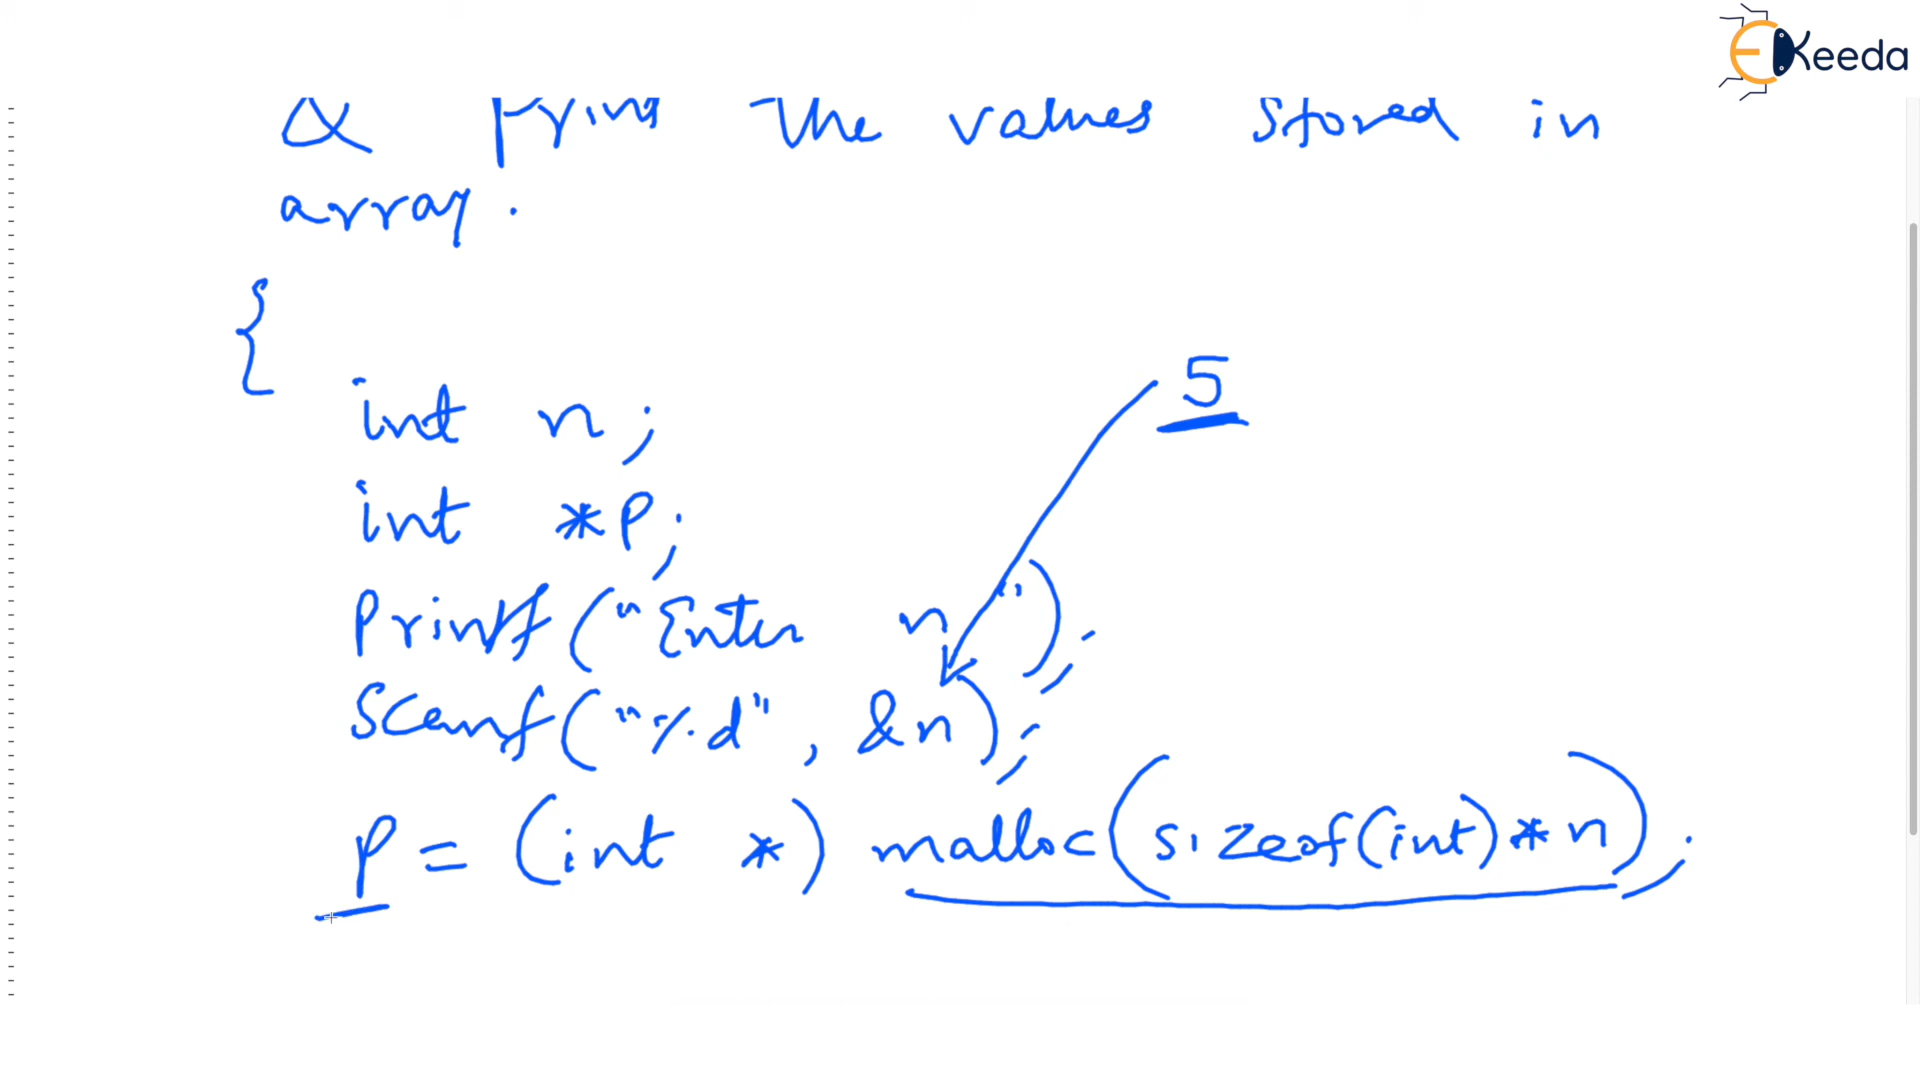 EKeeda
& print the values stored in
array.
{
int n;
int *P;
Printf("Enter n");
Scanf("%d", &n);
5
P = (int *) malloc(sizeof(int)*n);